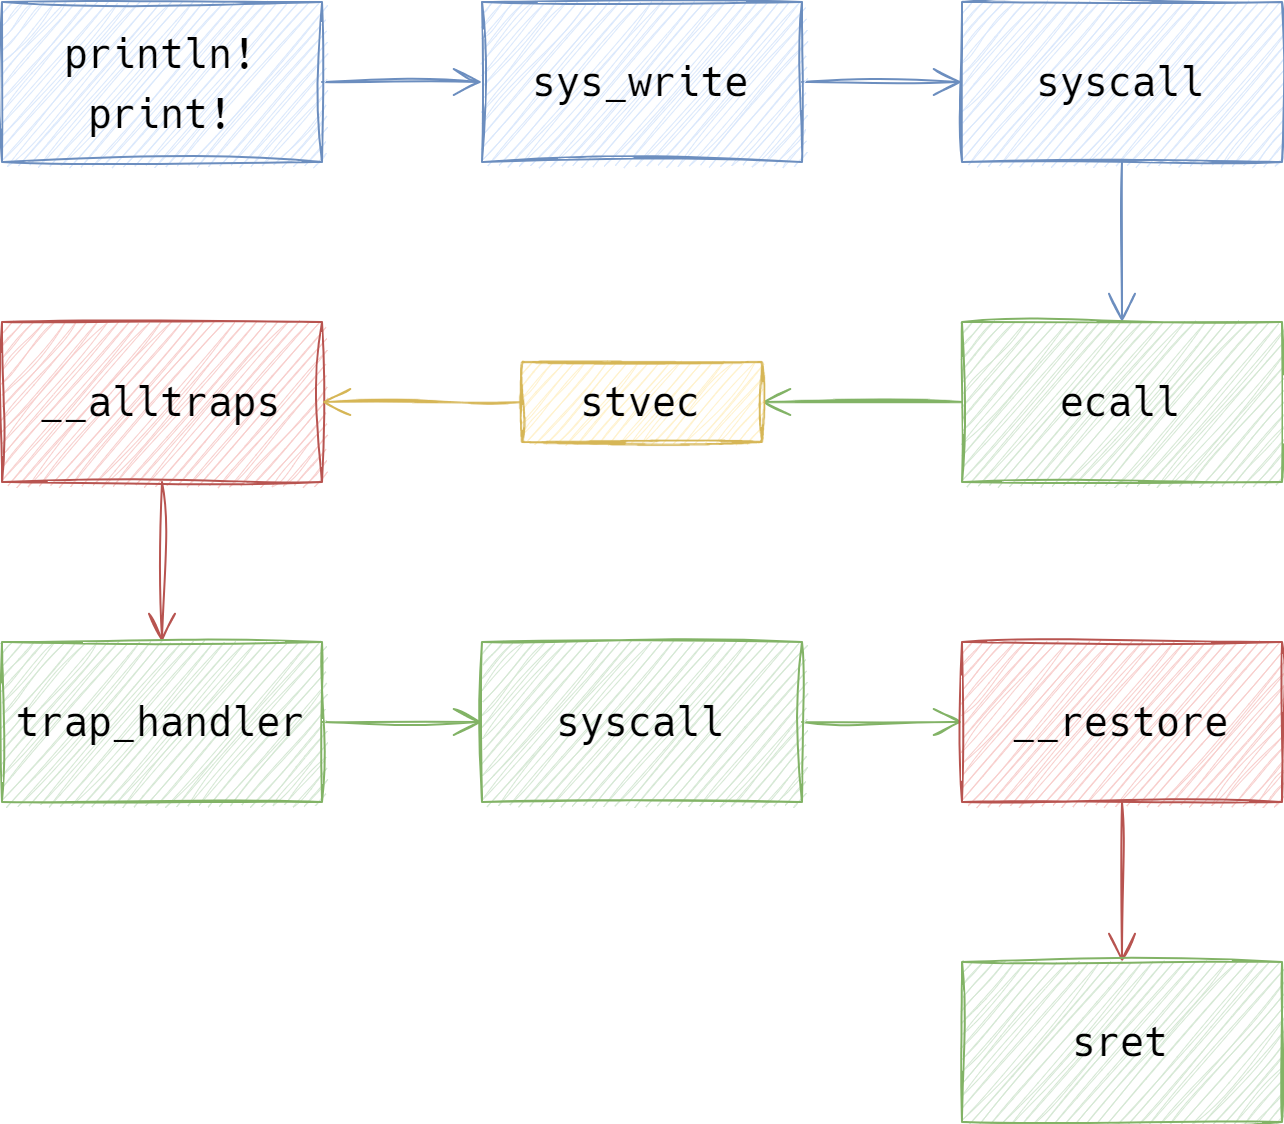 println!
print!
sys_write
syscall
__alltraps
stvec
ecall
trap_handler
syscall
__restore
sret